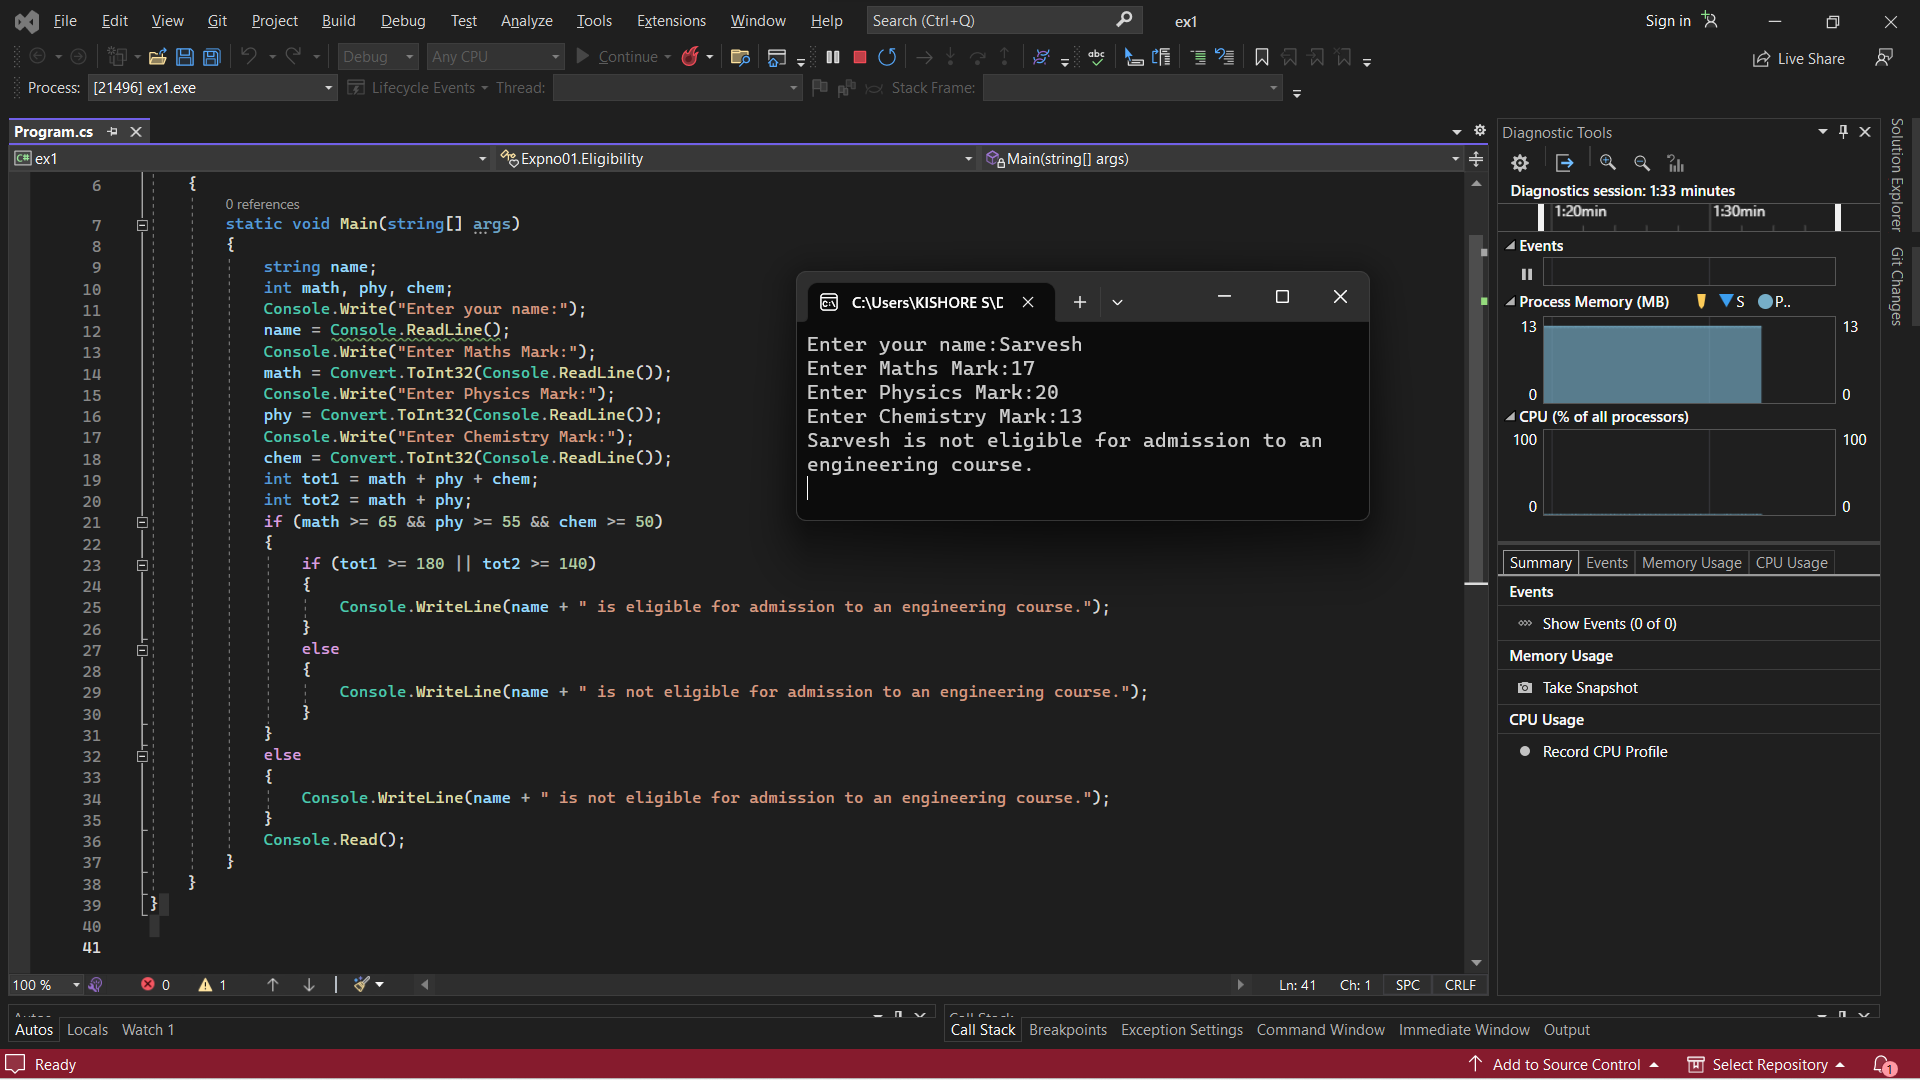 File Edit View Git Project Build Debug Test Analyze Tools Extensions Window Help Search (Ctrl+Q) ex1 Sign in
Debug Any CPU Continue abc Live Share
Process: [21496] ex1.exe Lifecycle Events Thread: Stack Frame:
Program.cs
C# ex1 Expno01.Eligibility Main(string[] args)
6 {
0 references
7 static void Main(string[] args)
8 {
9 string name;
10 int math, phy, chem;
11 Console.Write("Enter your name:");
12 name = Console.ReadLine();
13 Console.Write("Enter Maths Mark:");
14 math = Convert.ToInt32(Console.ReadLine());
15 Console.Write("Enter Physics Mark:");
16 phy = Convert.ToInt32(Console.ReadLine());
17 Console.Write("Enter Chemistry Mark:");
18 chem = Convert.ToInt32(Console.ReadLine());
19 int tot1 = math + phy + chem;
20 int tot2 = math + phy;
21 if (math >= 65 && phy >= 55 && chem >= 50)
22 {
23 if (tot1 >= 180 || tot2 >= 140)
24 {
25 Console.WriteLine(name + " is eligible for admission to an engineering course.");
26 }
27 else
28 {
29 Console.WriteLine(name + " is not eligible for admission to an engineering course.");
30 }
31 }
32 else
33 {
34 Console.WriteLine(name + " is not eligible for admission to an engineering course.");
35 }
36 Console.Read();
37 }
38 }
39 }
40
41
C:\Users\KISHORE S\D
Enter your name:Sarvesh
Enter Maths Mark:17
Enter Physics Mark:20
Enter Chemistry Mark:13
Sarvesh is not eligible for admission to an
engineering course.
Diagnostic Tools
Diagnostics session: 1:33 minutes
1:20min 1:30min
Events
Process Memory (MB) S P..
13 13
0 0
CPU (% of all processors)
100 100
0 0
Summary Events Memory Usage CPU Usage
Events
Show Events (0 of 0)
Memory Usage
Take Snapshot
CPU Usage
Record CPU Profile
Solution Explorer
Git Changes
100 % 0 1 Ln: 41 Ch: 1 SPC CRLF
Autos Call Stack
Autos Locals Watch 1 Call Stack Breakpoints Exception Settings Command Window Immediate Window Output
Ready Add to Source Control Select Repository 1